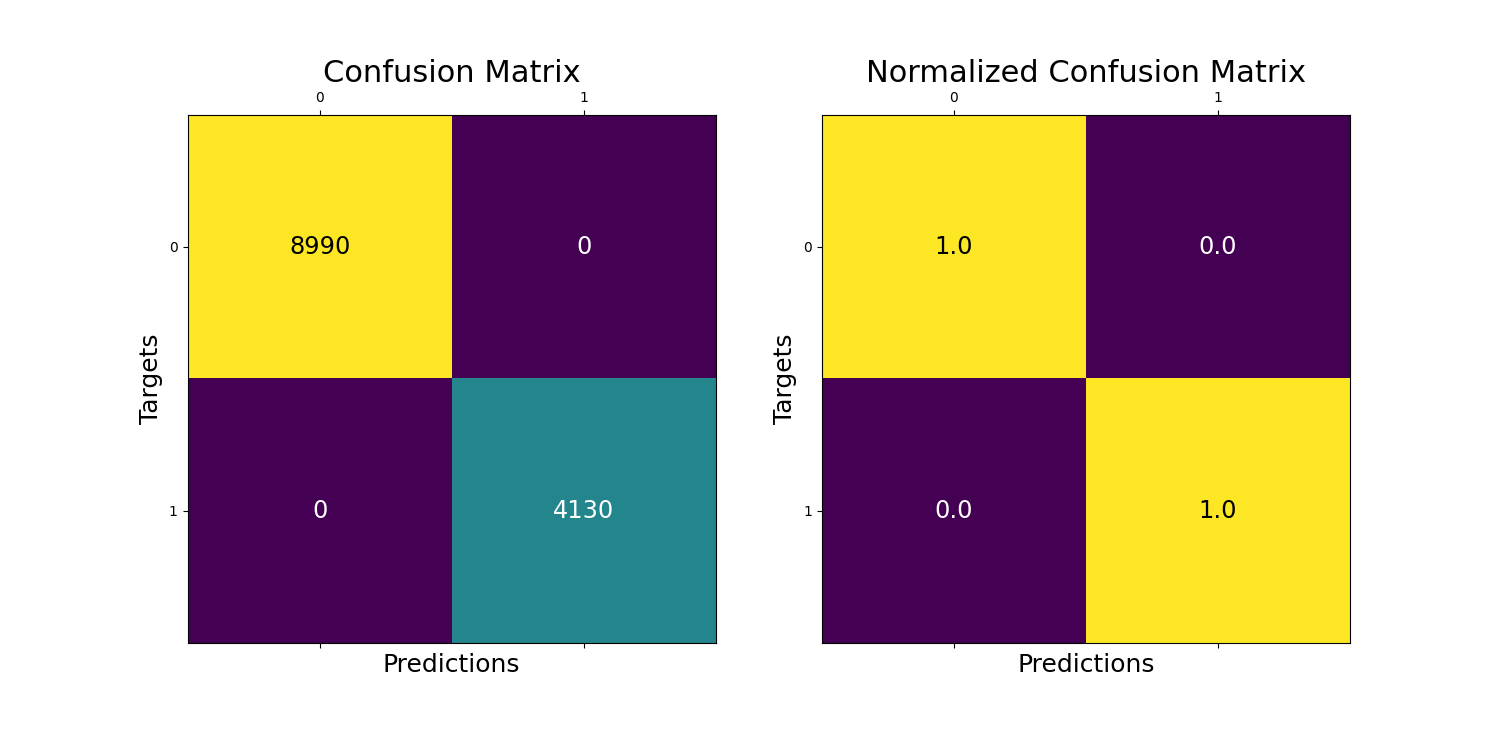 Confusion Matrix
0 1
0 8990 0
Targets
1 0 4130
Predictions
Normalized Confusion Matrix
0 1
0 1.0 0.0
Targets
1 0.0 1.0
Predictions